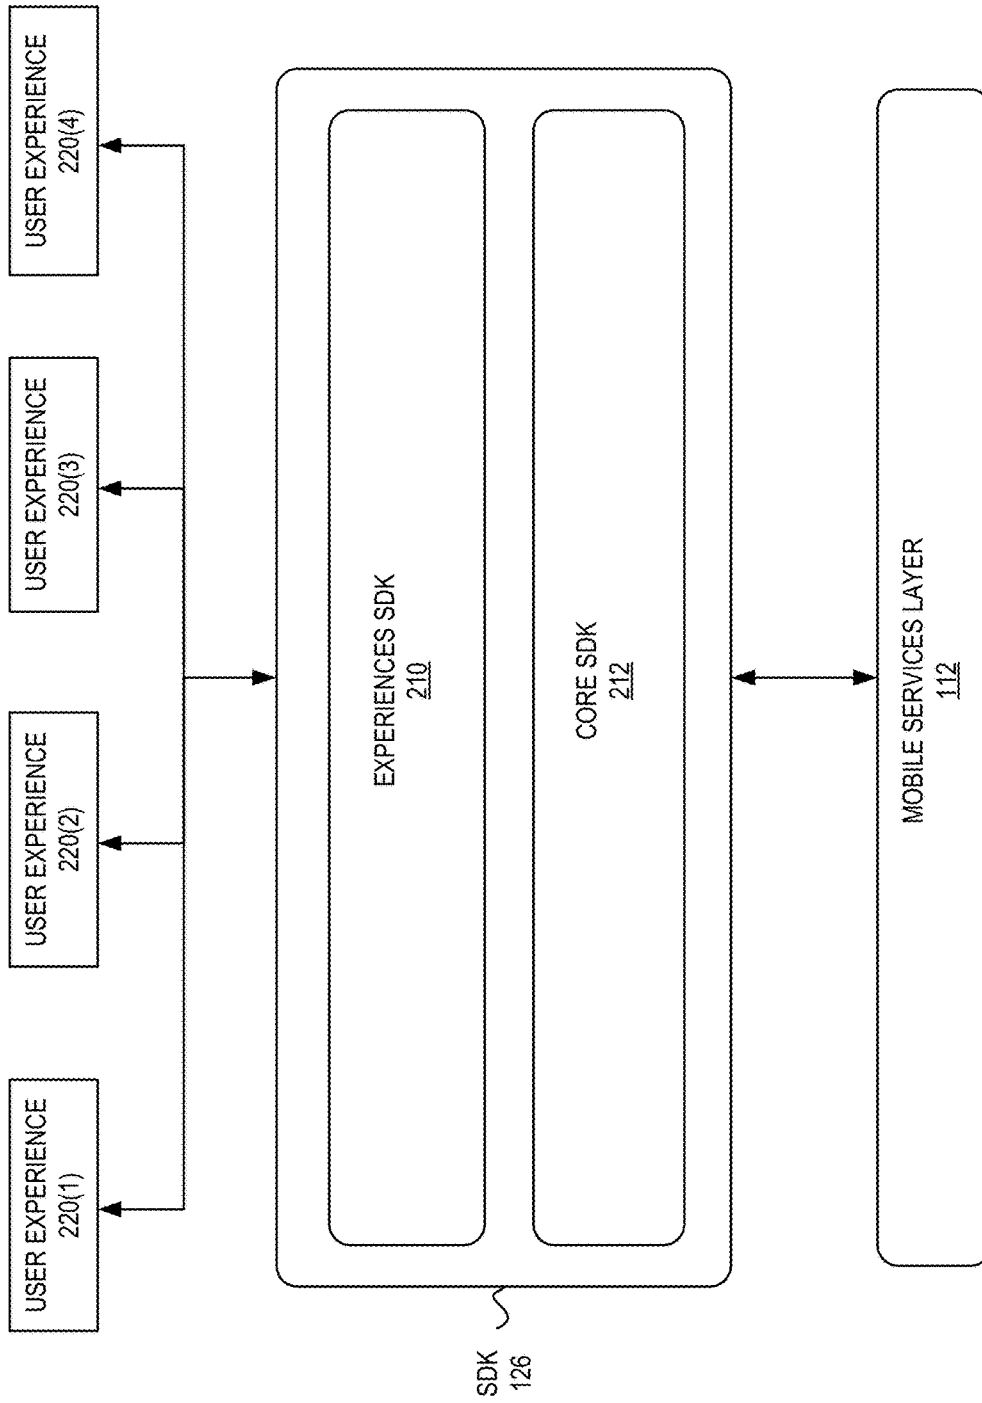 USER EXPERIENCE
220(1)
USER EXPERIENCE
220(2)
USER EXPERIENCE
220(3)
USER EXPERIENCE
220(4)
EXPERIENCES SDK
210
CORE SDK
212
SDK
126
MOBILE SERVICES LAYER
112